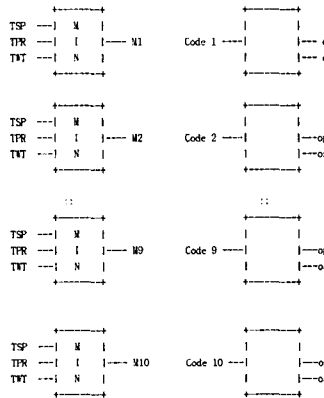 TSP M
TPR I M1 Code 1
TWT N
TSP M
TPR I M2 Code 2
TWT N
TSP M
TPR I M9 Code 9
TWT N
TSP M
TPR I M10 Code 10
TWT N